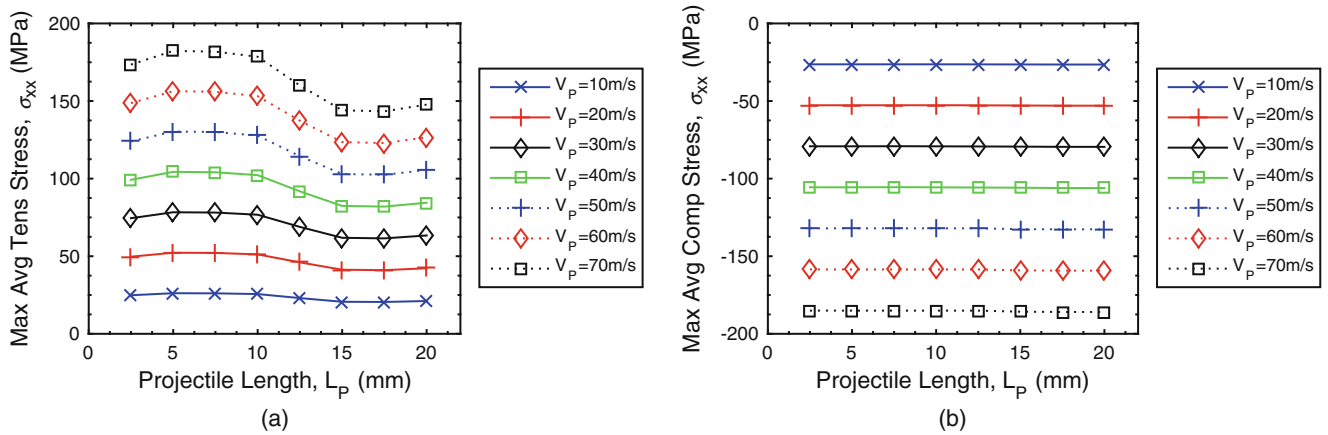 200
150
100
50
0
Max Avg Tens Stress, σxx (MPa)
0 5 10 15 20
Projectile Length, LP (mm)
(a)
VP=10m/s
VP=20m/s
VP=30m/s
VP=40m/s
VP=50m/s
VP=60m/s
VP=70m/s
0
-50
-100
-150
-200
Max Avg Comp Stress, σxx (MPa)
0 5 10 15 20
Projectile Length, LP (mm)
(b)
VP=10m/s
VP=20m/s
VP=30m/s
VP=40m/s
VP=50m/s
VP=60m/s
VP=70m/s